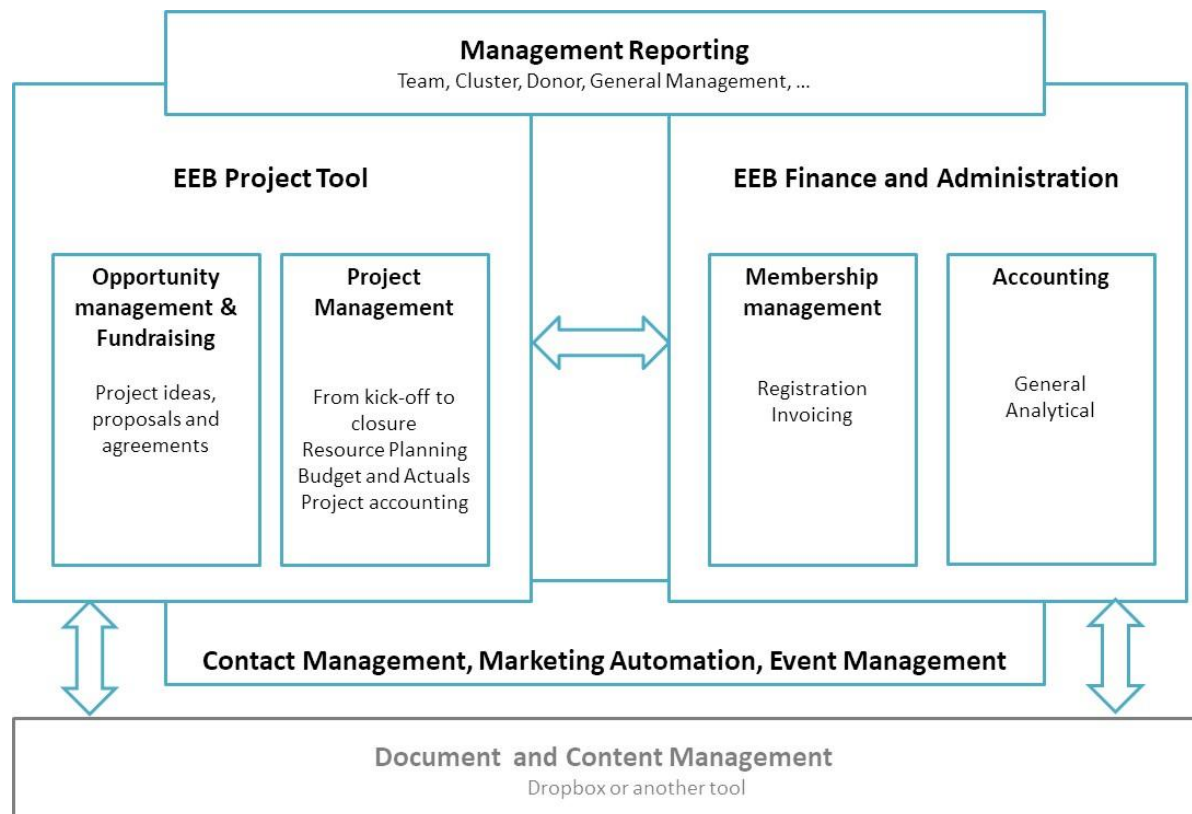 Management Reporting
Team, Cluster, Donor, General Management, ...
EEB Project Tool
Opportunity
management &
Fundraising
Project ideas,
proposals and
agreements
Project
Management
From kick-off to
closure
Resource Planning
Budget and Actuals
Project accounting
EEB Finance and Administration
Membership
management
Registration
Invoicing
Accounting
General
Analytical
Contact Management, Marketing Automation, Event Management
Document and Content Management
Dropbox or another tool